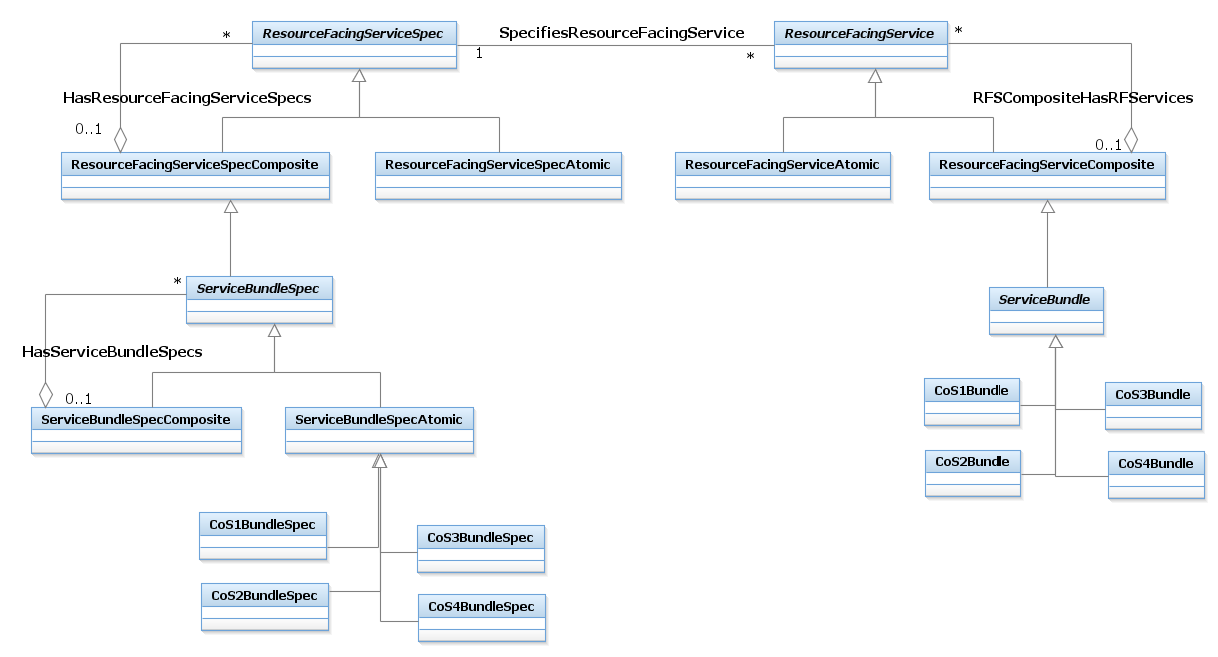 ResourceFacingServiceSpec
SpecifiesResourceFacingService
ResourceFacingService
*
1
*
*
HasResourceFacingServiceSpecs
RFSCompositeHasRFServices
0..1
0..1
ResourceFacingServiceSpecComposite
ResourceFacingServiceSpecAtomic
ResourceFacingServiceAtomic
ResourceFacingServiceComposite
*
ServiceBundleSpec
ServiceBundle
HasServiceBundleSpecs
0..1
ServiceBundleSpecComposite
ServiceBundleSpecAtomic
CoS1Bundle
CoS3Bundle
CoS2Bundle
CoS4Bundle
CoS1BundleSpec
CoS3BundleSpec
CoS2BundleSpec
CoS4BundleSpec